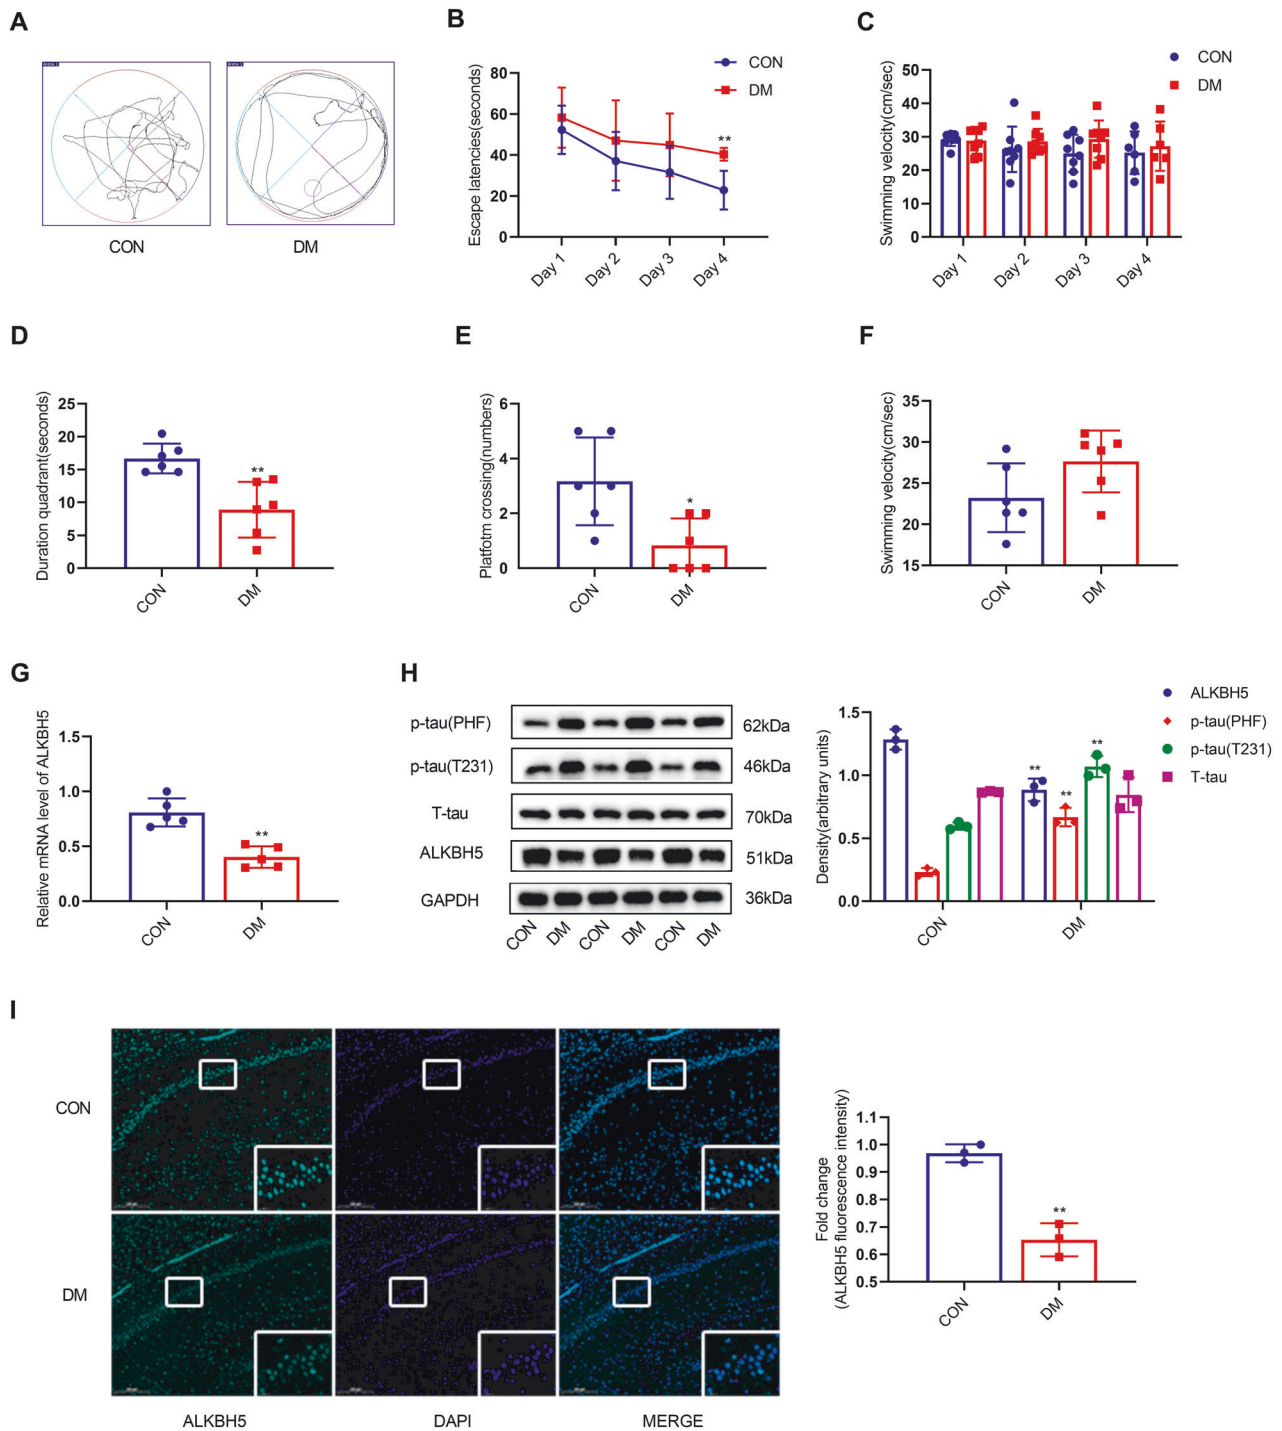 A
CON
DM
B
Escape latencies(seconds)
80
60
40
20
0
CON
DM
**
Day 1
Day 2
Day 3
Day 4
C
Swimming velocity(cm/sec)
50
40
30
20
10
0
CON
DM
Day 1
Day 2
Day 3
Day 4
D
Duration quadrant(seconds)
25
20
15
10
5
0
**
CON
DM
E
Platfotm crossing(numbers)
6
4
2
0
*
CON
DM
F
Swimming velocity(cm/sec)
35
30
25
20
15
CON
DM
G
Relative mRNA level of ALKBH5
1.5
1.0
0.5
0.0
**
CON
DM
H
p-tau(PHF) 62kDa
p-tau(T231) 46kDa
T-tau 70kDa
ALKBH5 51kDa
GAPDH 36kDa
CON DM CON DM CON DM
Density(arbitrary units)
1.5
1.0
0.5
0.0
** ** **
CON
DM
ALKBH5
p-tau(PHF)
p-tau(T231)
T-tau
I
CON
DM
ALKBH5 DAPI MERGE
Fold change
(ALKBH5 fluorescence intensity)
1.1
1.0
0.9
0.8
0.7
0.6
0.5
**
CON
DM